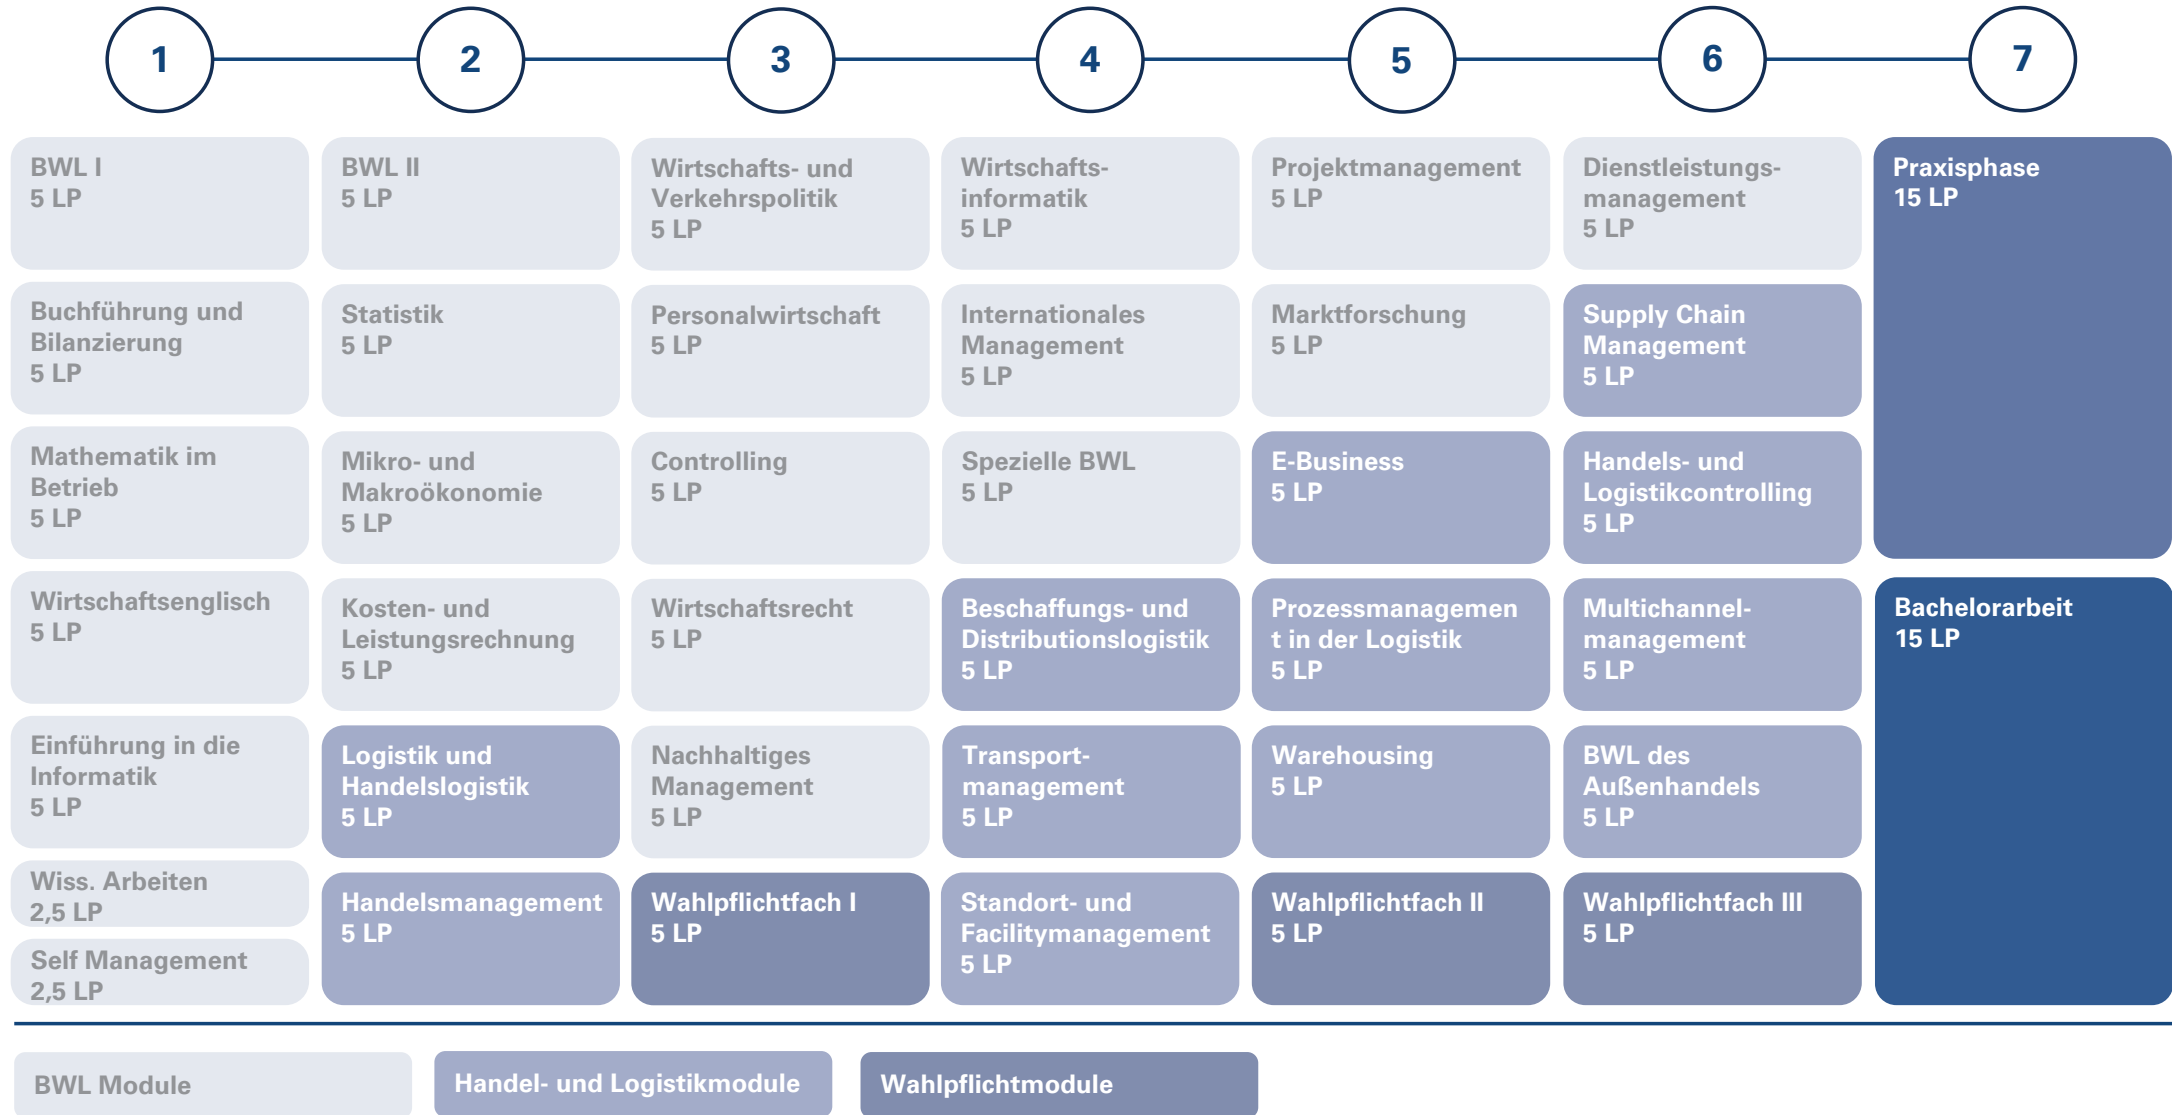 1
2
3
4
5
6
7
BWL I
5 LP
Buchführung und
Bilanzierung
5 LP
Mathematik im
Betrieb
5 LP
Wirtschaftsenglisch
5 LP
Einführung in die
Informatik
5 LP
Wiss. Arbeiten
2,5 LP
Self Management
2,5 LP
BWL II
5 LP
Statistik
5 LP
Mikro- und
Makroökonomie
5 LP
Kosten- und
Leistungsrechnung
5 LP
Logistik und
Handelslogistik
5 LP
Handelsmanagement
5 LP
Wirtschafts- und
Verkehrspolitik
5 LP
Personalwirtschaft
5 LP
Controlling
5 LP
Wirtschaftsrecht
5 LP
Nachhaltiges
Management
5 LP
Wahlpflichtfach I
5 LP
Wirtschafts-
informatik
5 LP
Internationales
Management
5 LP
Spezielle BWL
5 LP
Beschaffungs- und
Distributionslogistik
5 LP
Transport-
management
5 LP
Standort- und
Facilitymanagement
5 LP
Projektmanagement
5 LP
Marktforschung
5 LP
E-Business
5 LP
Prozessmanagemen
t in der Logistik
5 LP
Warehousing
5 LP
Wahlpflichtfach II
5 LP
Dienstleistungs-
management
5 LP
Supply Chain
Management
5 LP
Handels- und
Logistikcontrolling
5 LP
Multichannel-
management
5 LP
BWL des
Außenhandels
5 LP
Wahlpflichtfach III
5 LP
Praxisphase
15 LP
Bachelorarbeit
15 LP
BWL Module
Handel- und Logistikmodule
Wahlpflichtmodule